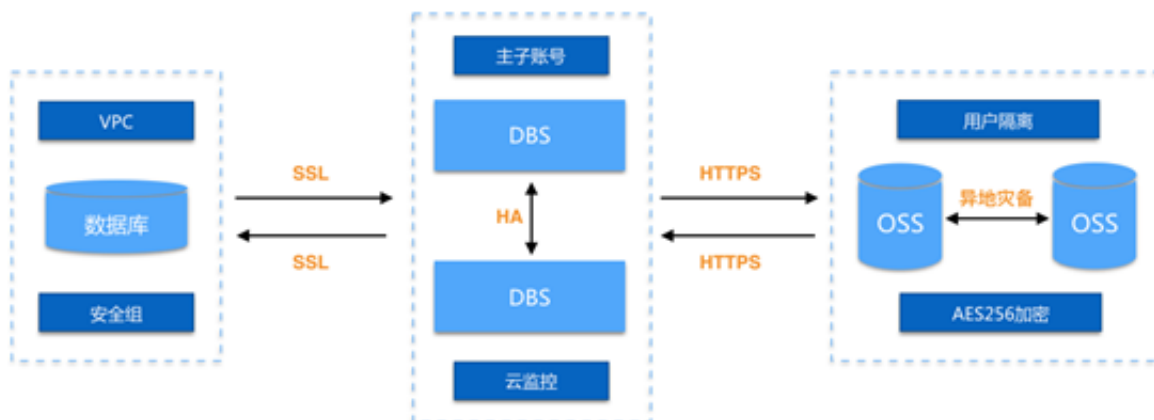 VPC
数据库
安全组
SSL
SSL
主子账号
DBS
HA
DBS
云监控
HTTPS
HTTPS
用户隔离
OSS
异地灾备
OSS
AES256加密